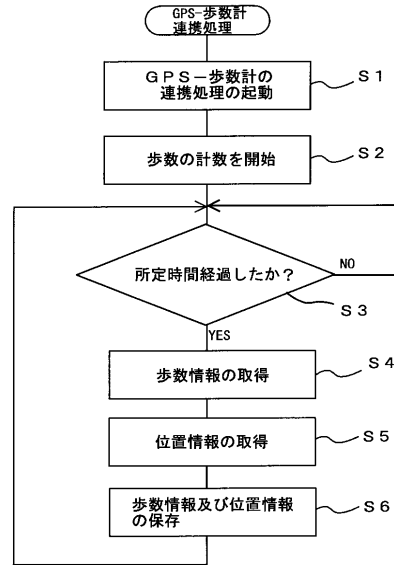 GPS-歩数計
連携処理
GPS-歩数計の
連携処理の起動
S1
歩数の計数を開始
S2
所定時間経過したか?
NO
S3
YES
歩数情報の取得
S4
位置情報の取得
S5
歩数情報及び位置情報
の保存
S6